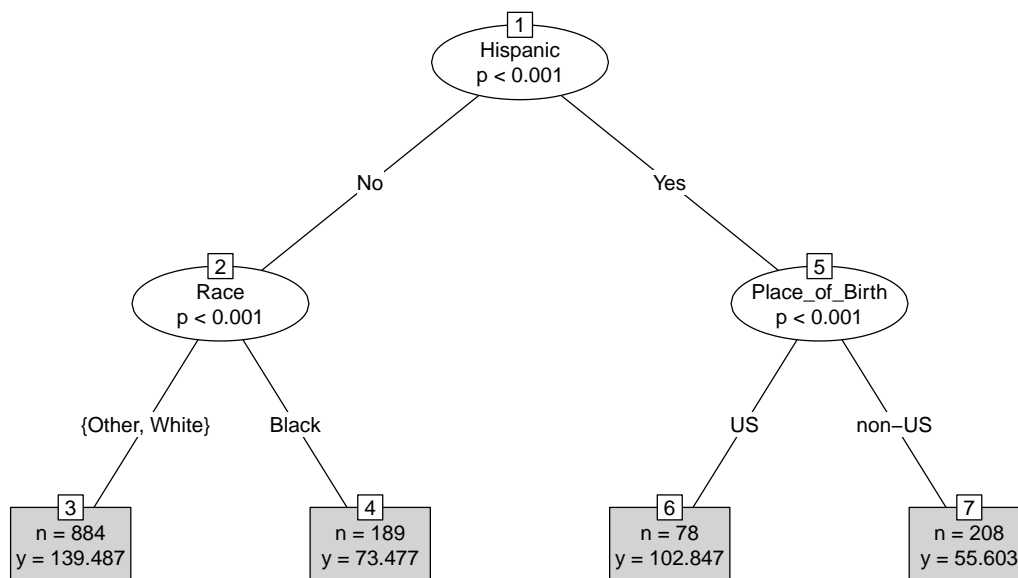 1
Hispanic
p < 0.001
No
Yes
2
Race
p < 0.001
5
Place_of_Birth
p < 0.001
{Other, White}
Black
US
non−US
3
n = 884
y = 139.487
4
n = 189
y = 73.477
6
n = 78
y = 102.847
7
n = 208
y = 55.603